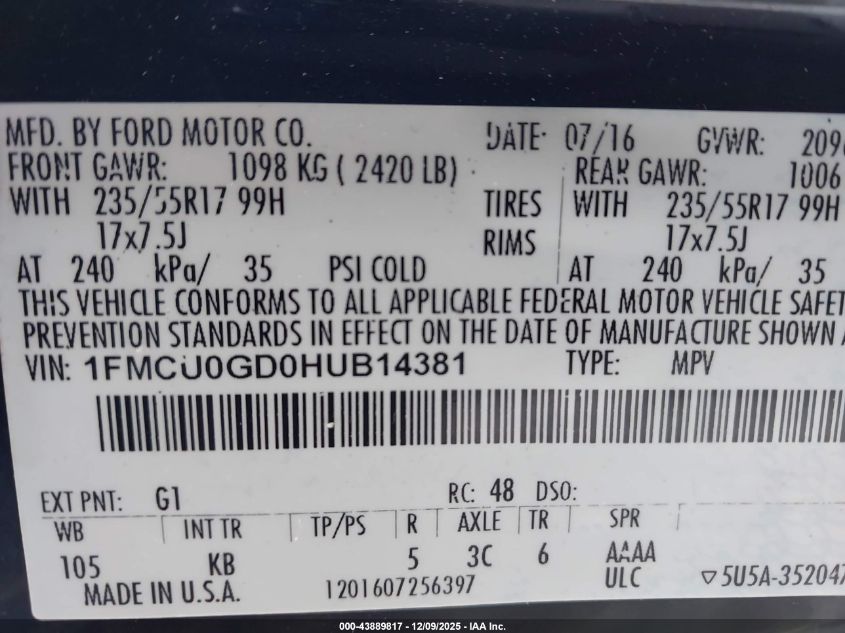 MFD. BY FORD MOTOR CO. DATE: 07/16 GVWR: 209
FRONT GAWR: 1098 KG ( 2420 LB) REAR GAWR: 1006
WITH 235/55R17 99H TIRES WITH 235/55R17 99H
17x7.5J RIMS 17x7.5J
AT 240 kPa/ 35 PSI COLD AT 240 kPa/ 35
THIS VEHICLE CONFORMS TO ALL APPLICABLE FEDERAL MOTOR VEHICLE SAFET
PREVENTION STANDARDS IN EFFECT ON THE DATE OF MANUFACTURE SHOWN
VIN: 1FMCU0GD0HUB14381 TYPE: MPV
EXT PNT: G1 RC: 48 DSO:
WB INT TR TP/PS R AXLE TR SPR
105 KB 5 3C 6 AAAA
MADE IN U.S.A. 1201607256397 ULC ▽5U5A-352047
000-43889817 • 12/09/2025 • IAA Inc.